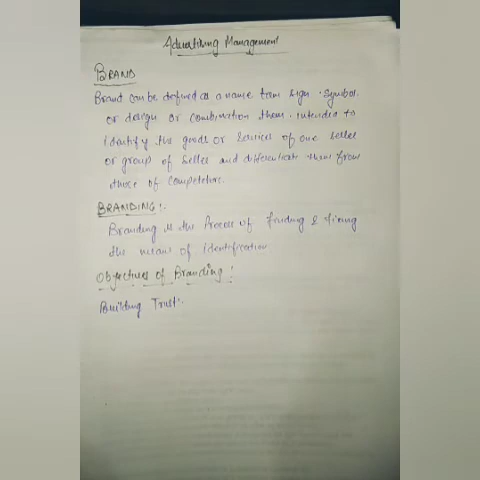 Advertising Management
BRAND
Brand can be defined as a name term sign . Symbol.
or design or combination them . intended to
identify the goods or services of one seller
or group of seller and differentiate them from
those of competetors.
BRANDING :-
Branding is the Process of finding & fixing
the means of identification
Objectives of Branding !
Building Trust :-